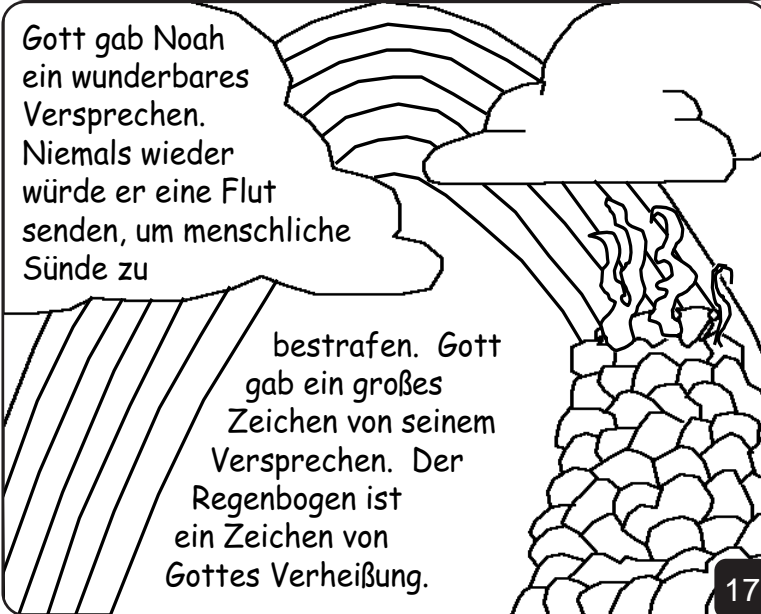 Gott gab Noah
ein wunderbares
Versprechen.
Niemals wieder
würde er eine Flut
senden, um menschliche
Sünde zu
bestrafen.  Gott
gab ein großes
Zeichen von seinem
Versprechen.  Der
Regenbogen ist
ein Zeichen von
Gottes Verheißung.
17